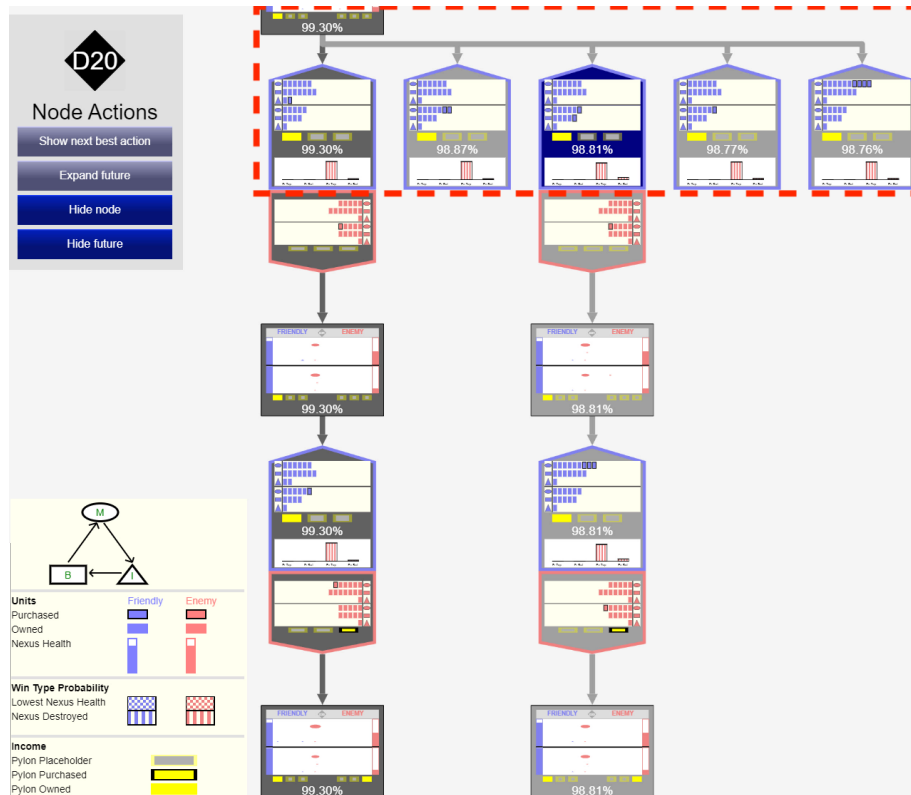 99.30%
D20
Node Actions
Show next best action
Expand future
Hide node
Hide future
99.30%
98.87%
98.81%
98.77%
98.76%
FRIENDLY
ENEMY
99.30%
FRIENDLY
ENEMY
98.81%
99.30%
98.81%
M
B
I
Units
Friendly
Enemy
Purchased
Owned
Nexus Health
Win Type Probability
Lowest Nexus Health
Nexus Destroyed
Income
Pylon Placeholder
Pylon Purchased
Pylon Owned
FRIENDLY
ENEMY
99.30%
FRIENDLY
ENEMY
98.81%